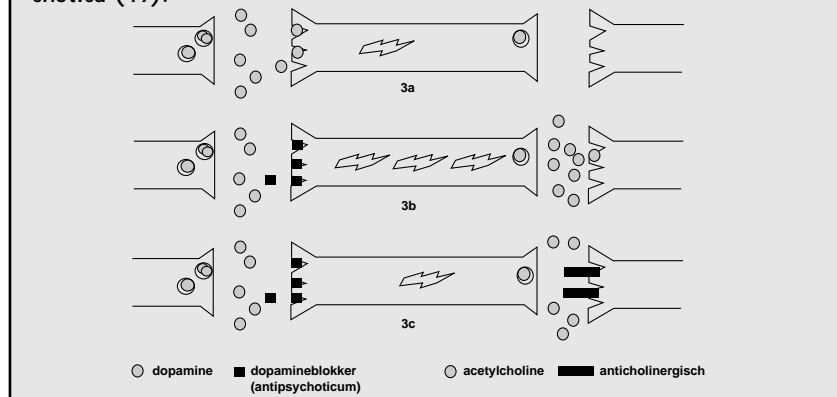 3a
3b
3c
dopamine
dopamineblokker
(antipsychoticum)
acetylcholine
anticholinergisch